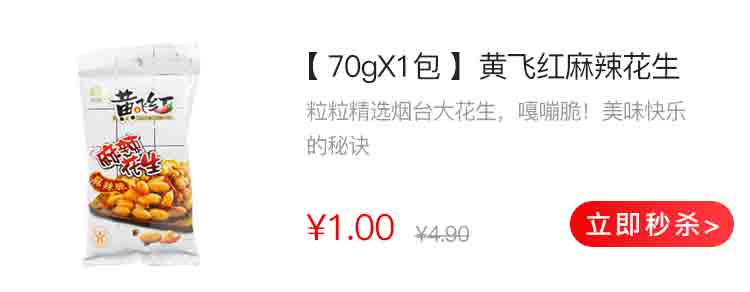 黄飞红
麻辣
花生
麻辣脆
【 70gX1包 】黄飞红麻辣花生
粒粒精选烟台大花生，嘎嘣脆！美味快乐
的秘诀
¥1.00 ¥4.90
立即秒杀>